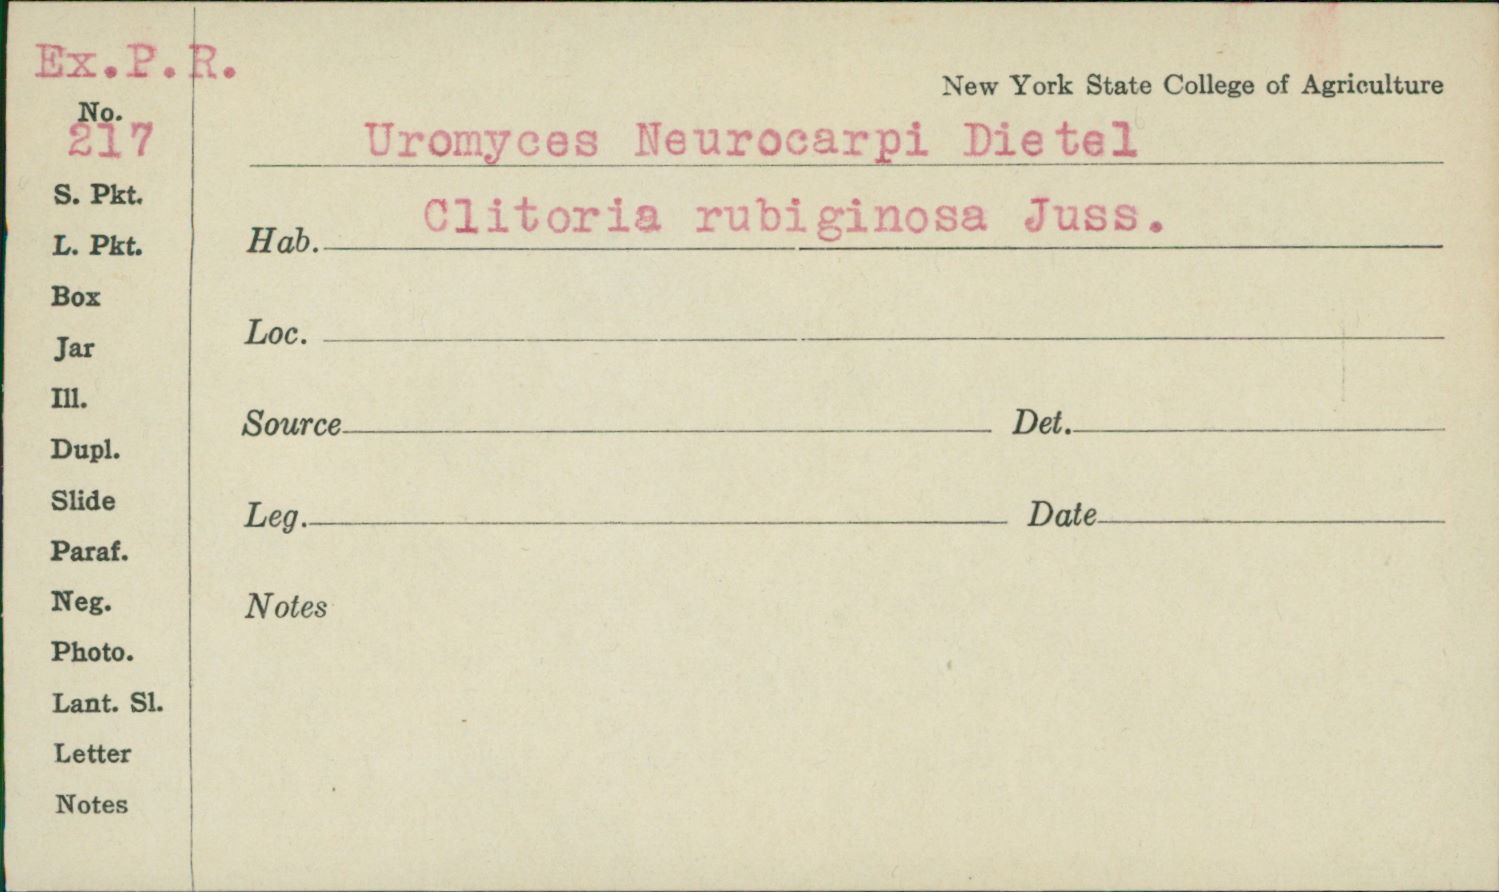 Ex.P.R.
New York State College of Agriculture
No.
217
Uromyces Neurocarpi Dietel
S. Pkt.
Hab. Clitoria rubiginosa Juss.
L. Pkt.
Box
Loc.
Jar
Ill.
Source Det.
Dupl.
Slide
Leg. Date
Paraf.
Neg.
Notes
Photo.
Lant. Sl.
Letter
Notes